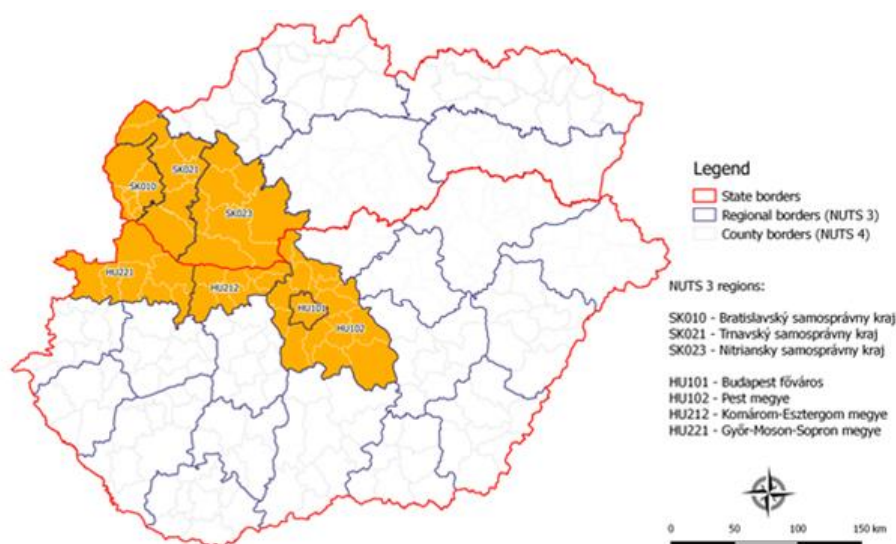 SK021
SK010
SK023
HU221
HU212
HU101
HU102
Legend
State borders
Regional borders (NUTS 3)
County borders (NUTS 4)
NUTS 3 regions:
SK010 - Bratislavský samosprávny kraj
SK021 - Trnavský samosprávny kraj
SK023 - Nitriansky samosprávny kraj
HU101 - Budapest főváros
HU102 - Pest megye
HU212 - Komárom-Esztergom megye
HU221 - Győr-Moson-Sopron megye
0 50 100 150 km